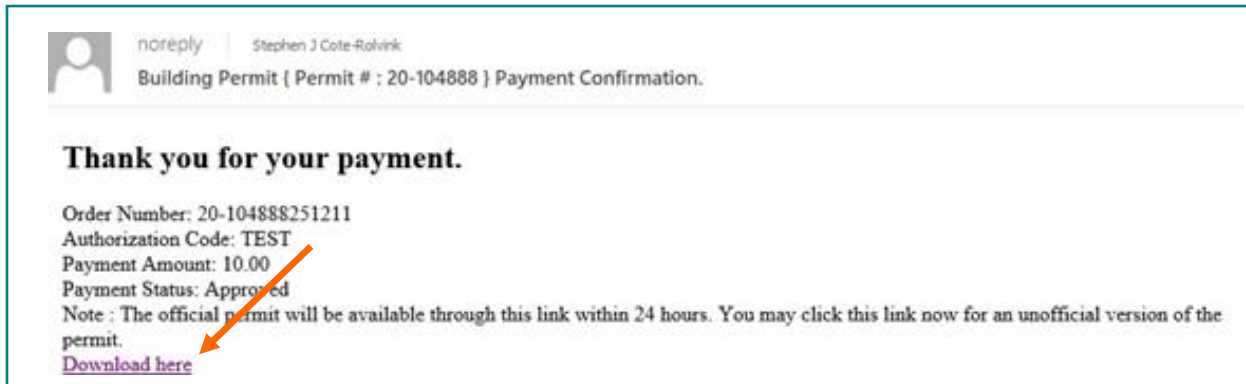 noreply Stephen J Cote-Rolvink
Building Permit { Permit # : 20-104888 } Payment Confirmation.
Thank you for your payment.
Order Number: 20-104888251211
Authorization Code: TEST
Payment Amount: 10.00
Payment Status: Approved
Note : The official permit will be available through this link within 24 hours. You may click this link now for an unofficial version of the
permit.
Download here